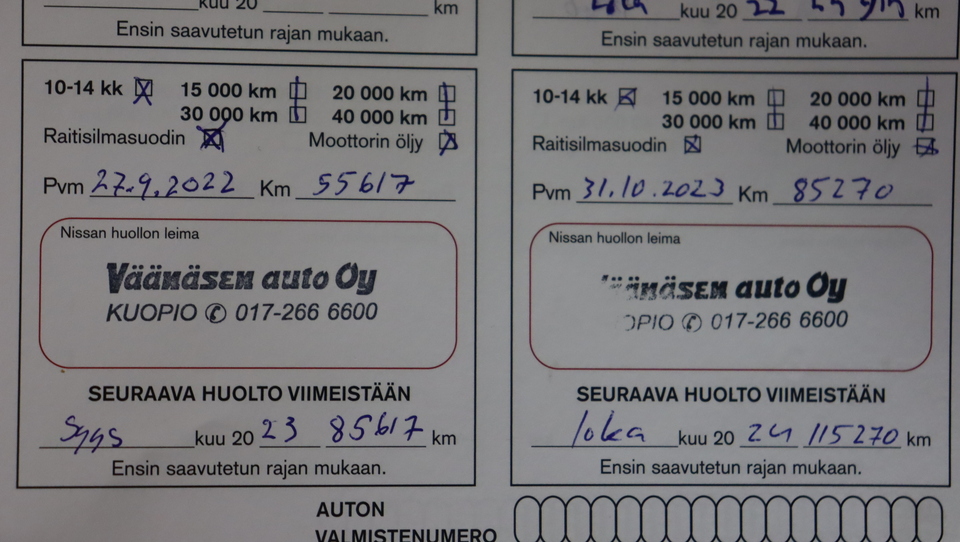 kuu 20 km
Ensin saavutetun rajan mukaan.
10-14 kk 15 000 km 20 000 km
30 000 km 40 000 km
Raitisilmasuodin Moottorin öljy
Pvm 27.9.2022 Km 55617
Nissan huollon leima
Väänäsen auto Oy
KUOPIO ✆ 017-266 6600
SEURAAVA HUOLTO VIIMEISTÄÄN
Syys kuu 20 23 85617 km
Ensin saavutetun rajan mukaan.
Loka kuu 20 22 km
Ensin saavutetun rajan mukaan.
10-14 kk 15 000 km 20 000 km
30 000 km 40 000 km
Raitisilmasuodin Moottorin öljy
Pvm 31.10.2023 Km 85270
Nissan huollon leima
änäsen auto Oy
OPIO ✆ 017-266 6600
SEURAAVA HUOLTO VIIMEISTÄÄN
loka kuu 20 24 115270 km
Ensin saavutetun rajan mukaan.
AUTON
VALMISTENUMERO